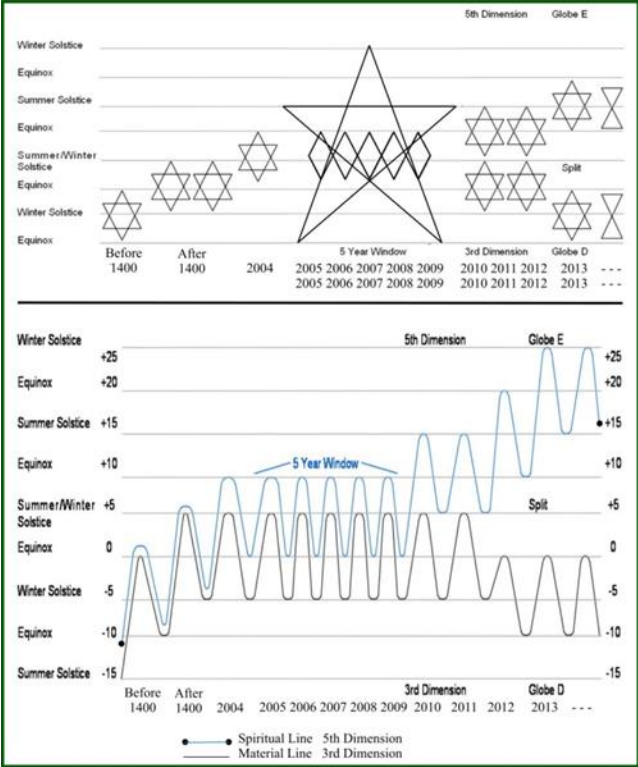 5th Dimension Globe E
Winter Solstice
Equinox
Summer Solstice
Equinox
Summer/Winter
Solstice
Split
Equinox
Winter Solstice
Equinox
5 Year Window 3rd Dimension Globe D
Before
1400
After
1400
2004
2005 2006 2007 2008 2009 2010 2011 2012 2013 ---
2005 2006 2007 2008 2009 2010 2011 2012 2013 ---
Winter Solstice 5th Dimension Globe E
+25 +25
Equinox +20 +20
Summer Solstice +15 +15
Equinox +10 5 Year Window +10
Summer/Winter
Solstice +5 Split +5
Equinox 0 0
Winter Solstice -5 -5
Equinox -10 -10
Summer Solstice -15 -15
3rd Dimension Globe D
Before
1400
After
1400
2004 2005 2006 2007 2008 2009 2010 2011 2012 2013 ---
Spiritual Line 5th Dimension
Material Line 3rd Dimension